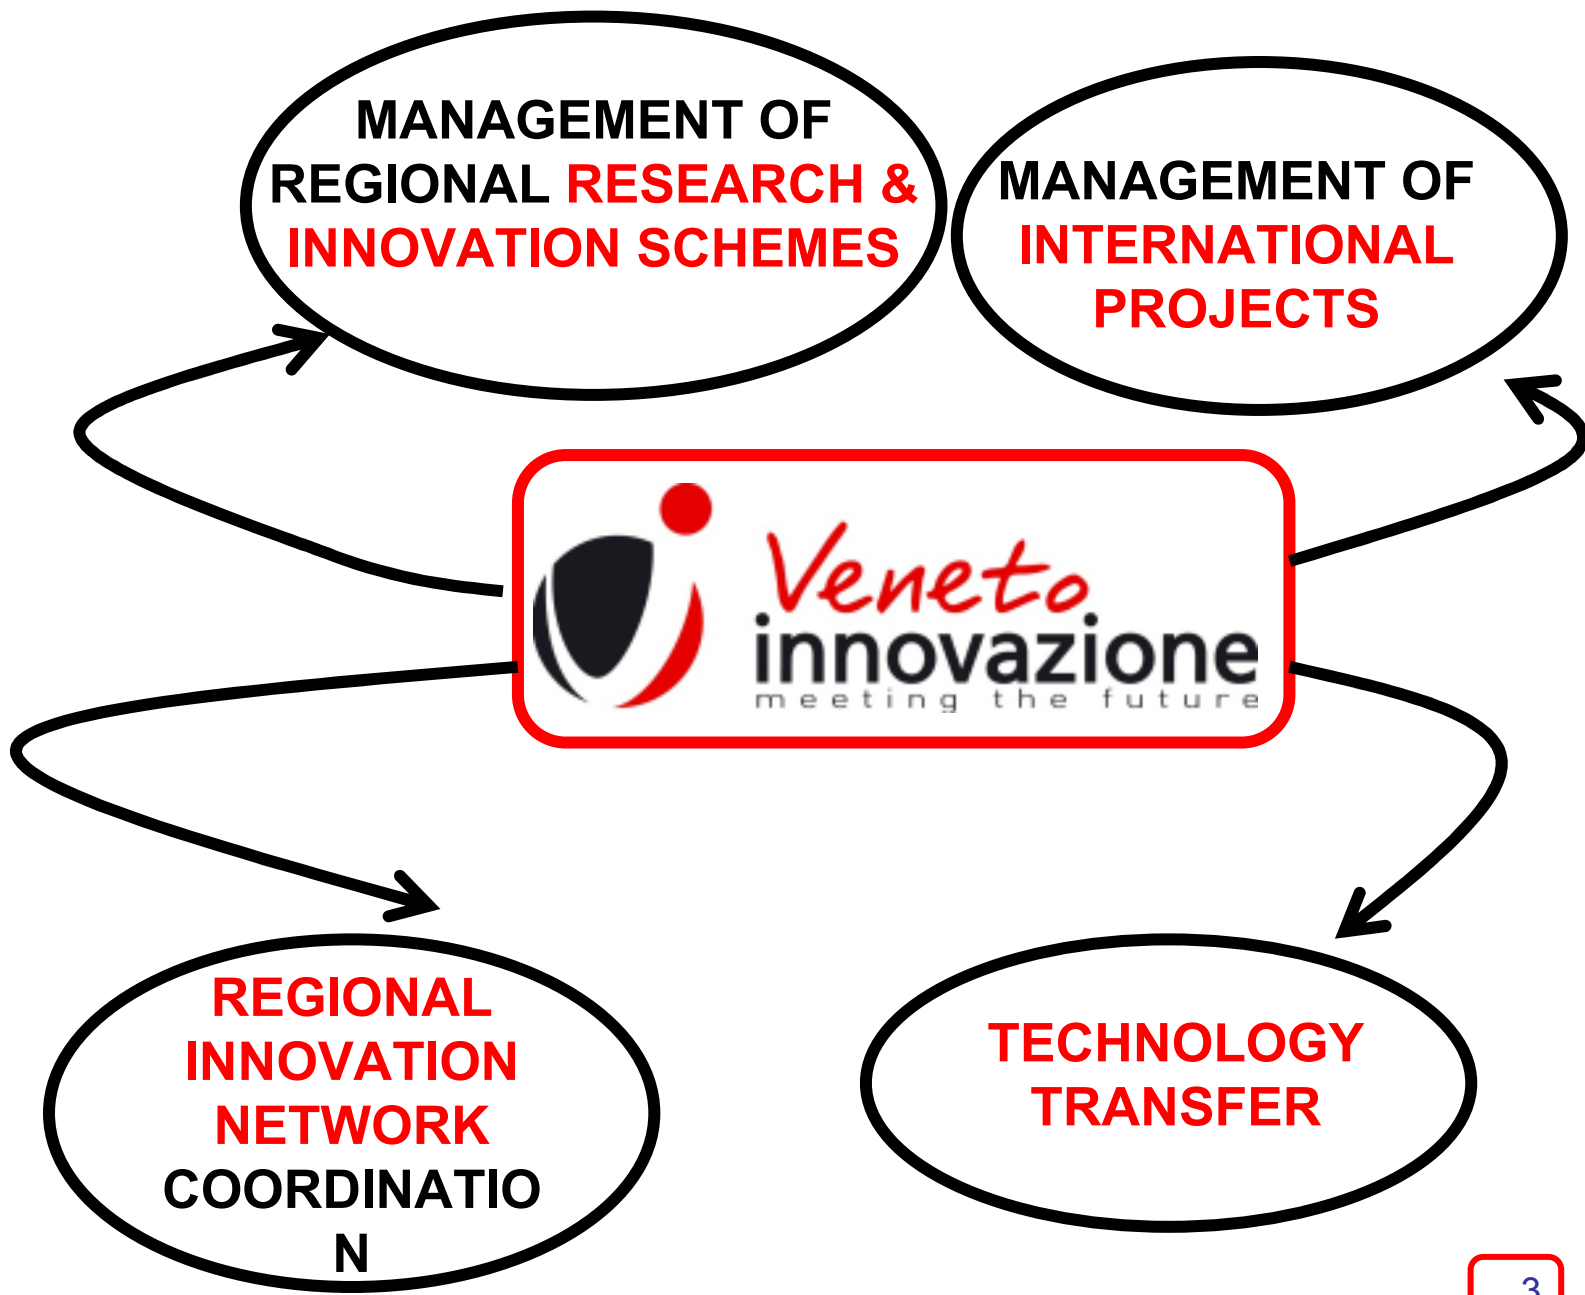 MANAGEMENT OF
REGIONAL RESEARCH &
INNOVATION SCHEMES
MANAGEMENT OF
INTERNATIONAL
PROJECTS
Veneto
innovazione
meeting the future
REGIONAL
INNOVATION
NETWORK
COORDINATIO
N
TECHNOLOGY
TRANSFER
3